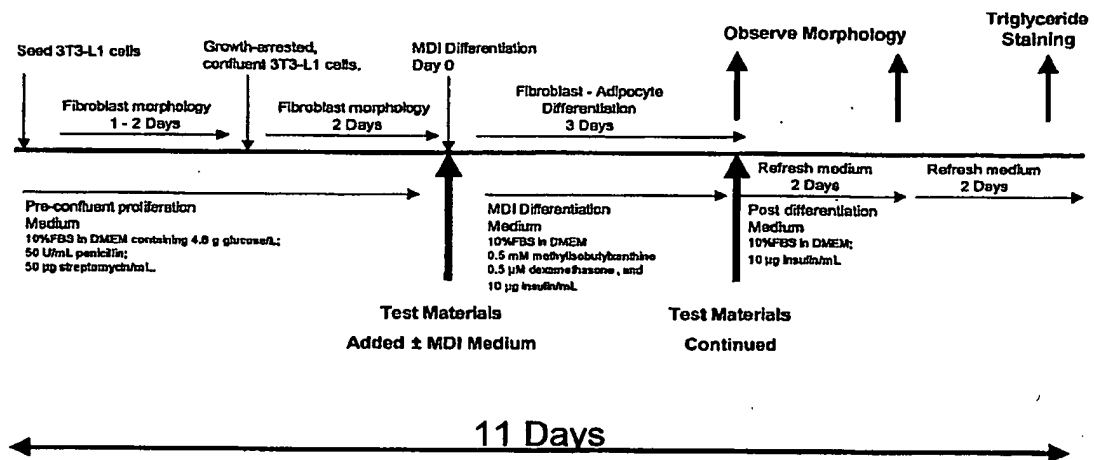 Seed 3T3-L1 cells
Growth-arrested,
confluent 3T3-L1 cells.
MDI Differentiation
Day 0
Observe Morphology
Triglyceride
Staining
Fibroblast morphology
1 - 2 Days
Fibroblast morphology
2 Days
Fibroblast - Adipocyte
Differentiation
3 Days
Refresh medium
2 Days
Refresh medium
2 Days
Pre-confluent proliferation
Medium
10%FBS in DMEM containing 4.6 g glucose/L;
50 U/mL penicillin;
50 µg streptomycin/mL.
MDI Differentiation
Medium
10%FBS in DMEM
0.5 mM methylisobutylxanthine
0.5 µM dexamethasone, and
10 µg insulin/mL
Post differentiation
Medium
10%FBS in DMEM;
10 µg insulin/mL
Test Materials
Added ± MDI Medium
Test Materials
Continued
11 Days